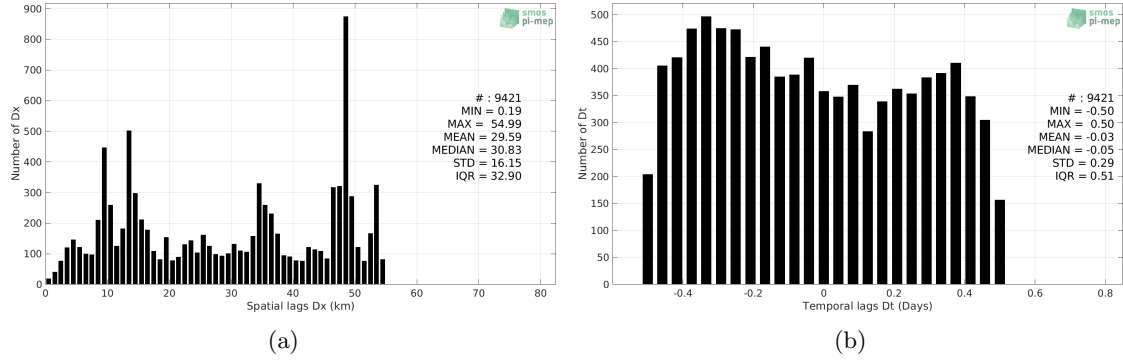 900
800
700
600
500
400
300
200
100
0
Number of Dx
0 10 20 30 40 50 60 70 80
Spatial lags Dx (km)
smos
pi-mep
# : 9421
MIN = 0.19
MAX = 54.99
MEAN = 29.59
MEDIAN = 30.83
STD = 16.15
IQR = 32.90
(a)
500
450
400
350
300
250
200
150
100
50
0
Number of Dt
-0.4 -0.2 0 0.2 0.4 0.6 0.8
Temporal lags Dt (Days)
smos
pi-mep
# : 9421
MIN = -0.50
MAX = 0.50
MEAN = -0.03
MEDIAN = -0.05
STD = 0.29
IQR = 0.51
(b)